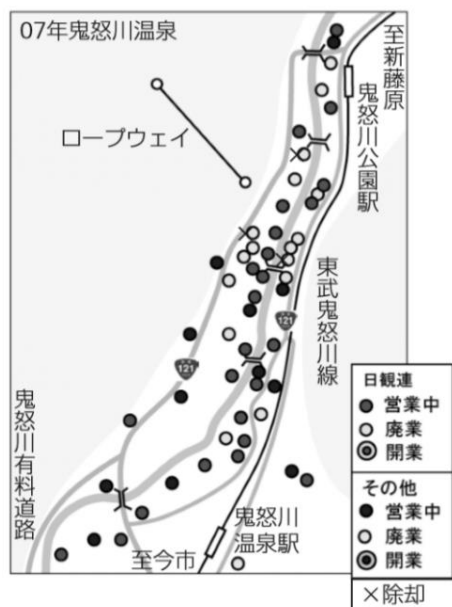 07年鬼怒川温泉
至新藤原
鬼怒川公園駅
ロープウェイ
東武鬼怒川線
121
121
鬼怒川有料道路
鬼怒川
温泉駅
至今市
日観連
営業中
廃業
開業
その他
営業中
廃業
開業
×除却